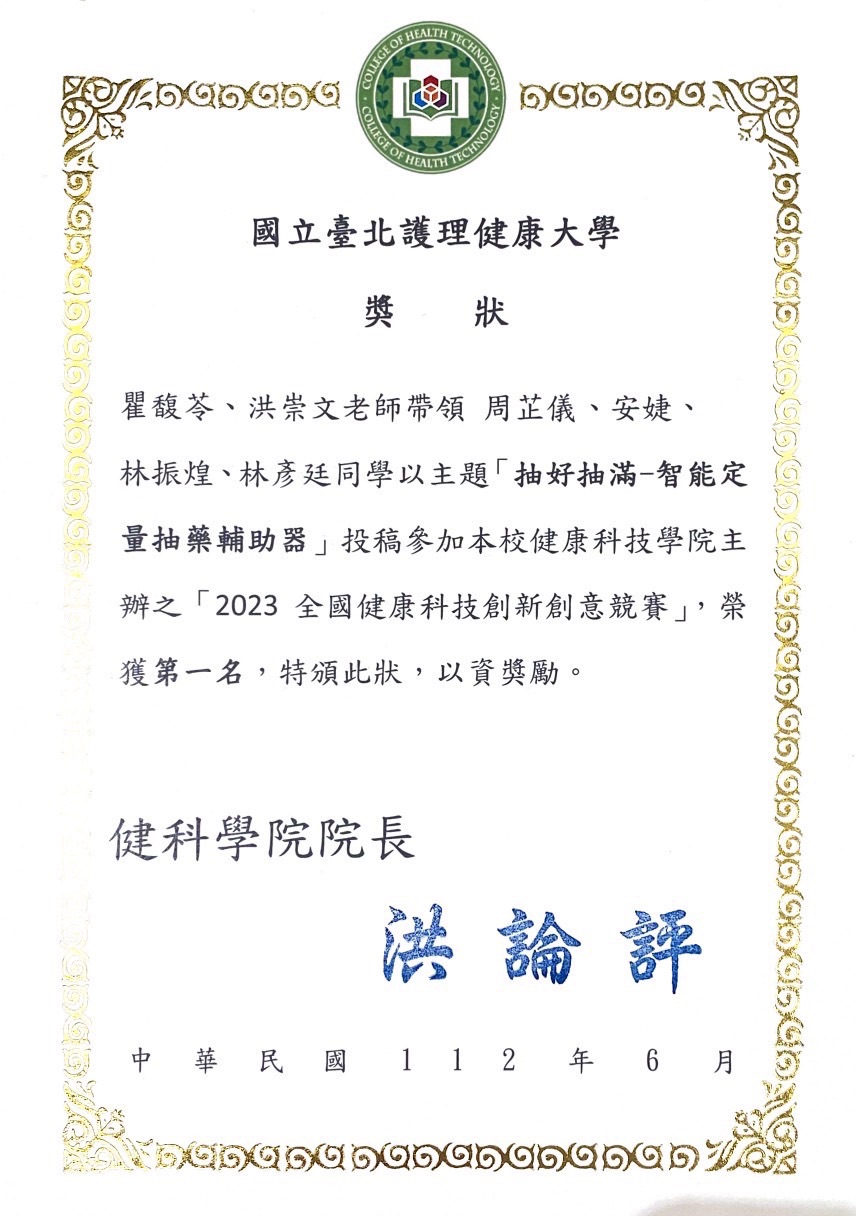 COLLEGE OF HEALTH TECHNOLOGY
COLLEGE OF HEALTH TECHNOLOGY
國立臺北護理健康大學
獎 狀
瞿馥苓、洪崇文老師帶領 周芷儀、安婕、
林振煌、林彥廷同學以主題「抽好抽滿-智能定
量抽藥輔助器」投稿參加本校健康科技學院主
辦之「2023 全國健康科技創新創意競賽」，榮
獲第一名，特頒此狀，以資獎勵。
健科學院院長
洪論評
中華民國112年6月